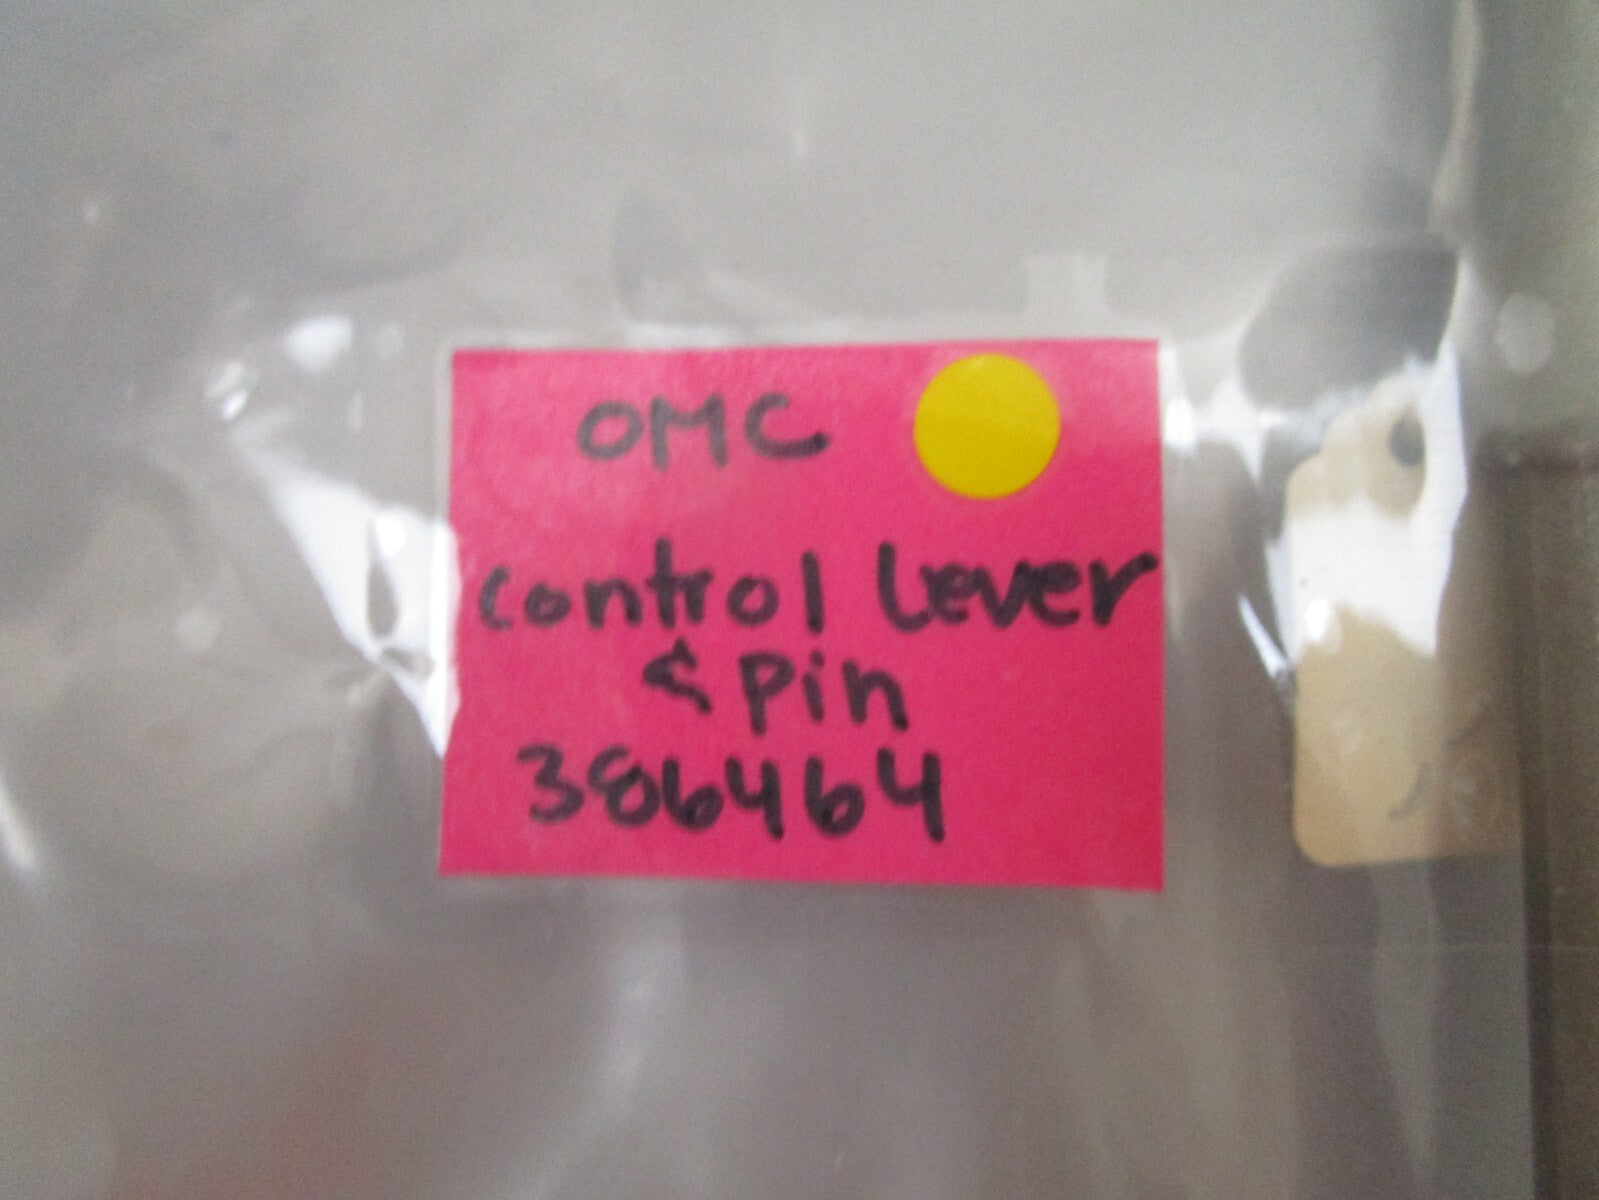 OMC
control lever
& pin
386464